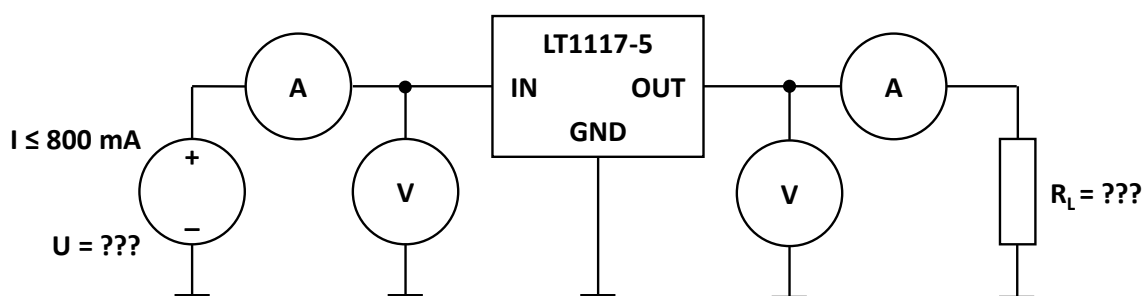 LT1117-5
A
IN
OUT
A
GND
I ≤ 800 mA
+
V
V
R_L = ???
–
U = ???